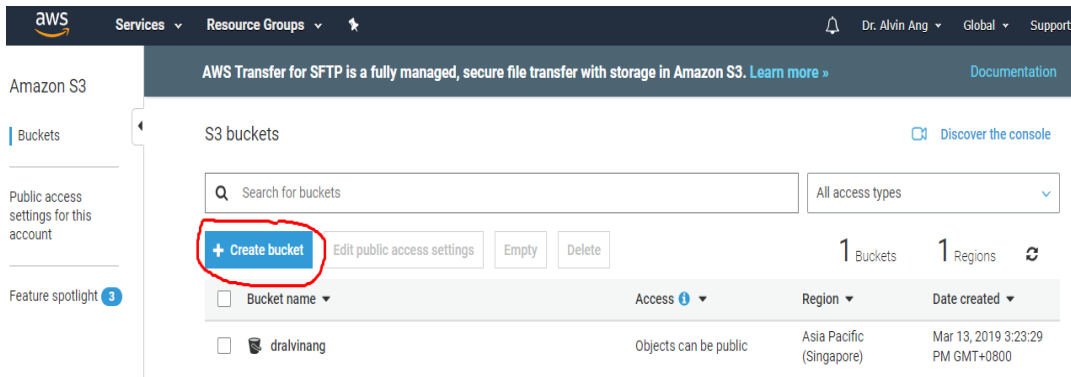 aws Services Resource Groups Dr. Alvin Ang Global Support
Amazon S3
AWS Transfer for SFTP is a fully managed, secure file transfer with storage in Amazon S3. Learn more » Documentation
Buckets
S3 buckets Discover the console
Public access
settings for this
account
Search for buckets All access types
+ Create bucket Edit public access settings Empty Delete 1 Buckets 1 Regions
Feature spotlight 3
Bucket name Access Region Date created
dralvinang Objects can be public Asia Pacific
(Singapore) Mar 13, 2019 3:23:29
PM GMT+0800